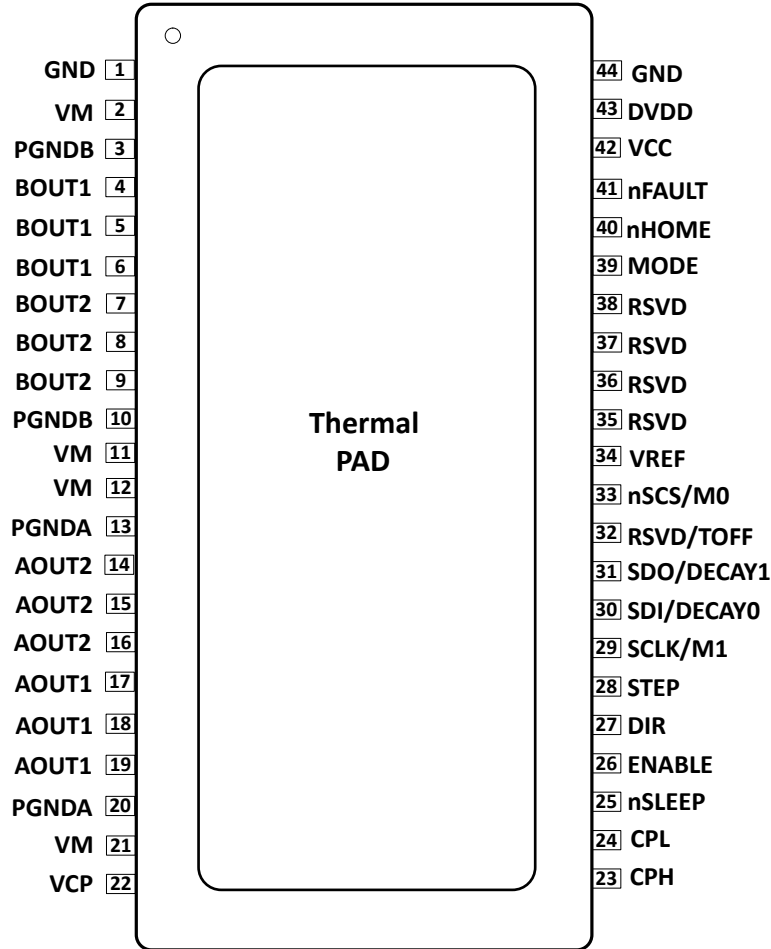 GND 1
VM 2
PGNDB 3
BOUT1 4
BOUT1 5
BOUT1 6
BOUT2 7
BOUT2 8
BOUT2 9
PGNDB 10
VM 11
VM 12
PGNDA 13
AOUT2 14
AOUT2 15
AOUT2 16
AOUT1 17
AOUT1 18
AOUT1 19
PGNDA 20
VM 21
VCP 22
Thermal
PAD
44 GND
43 DVDD
42 VCC
41 nFAULT
40 nHOME
39 MODE
38 RSVD
37 RSVD
36 RSVD
35 RSVD
34 VREF
33 nSCS/M0
32 RSVD/TOFF
31 SDO/DECAY1
30 SDI/DECAY0
29 SCLK/M1
28 STEP
27 DIR
26 ENABLE
25 nSLEEP
24 CPL
23 CPH